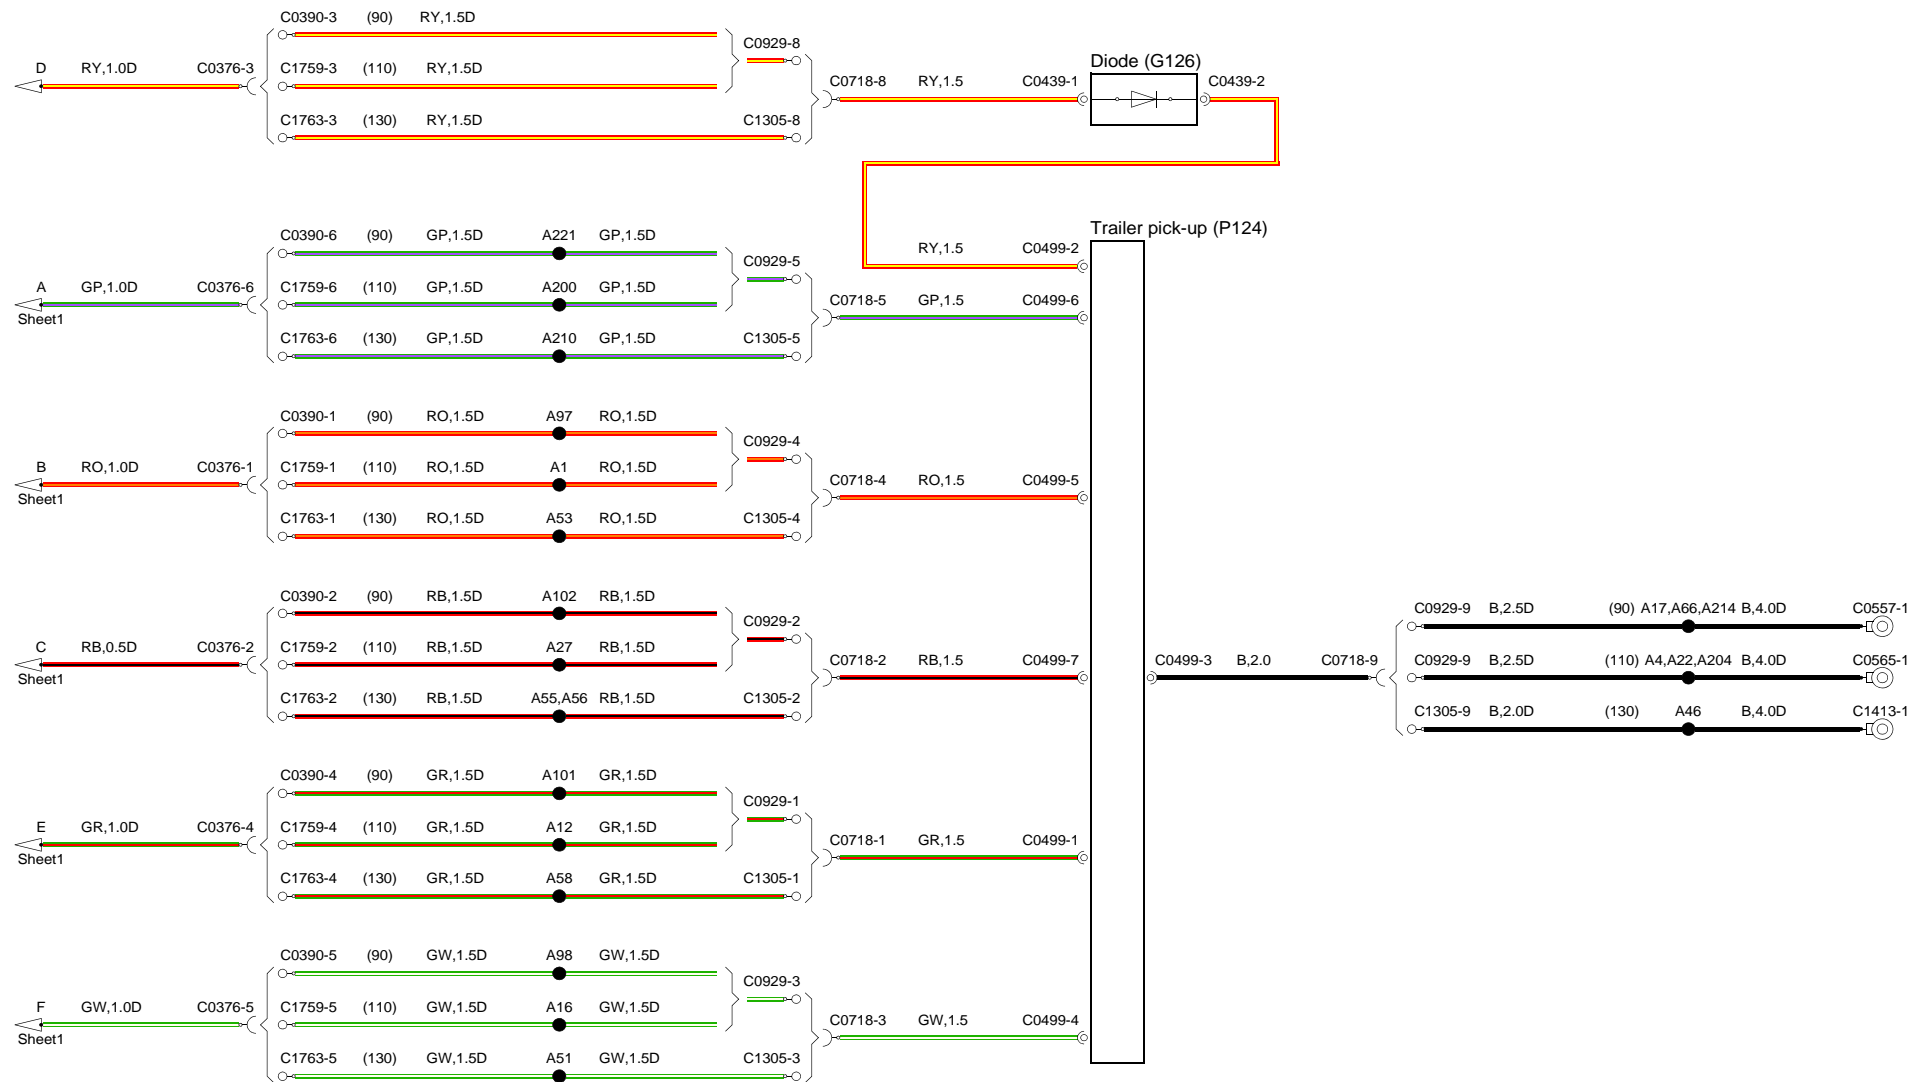 C0390-3 (90) RY,1.5D
C0929-8
D RY,1.0D C0376-3 C1759-3 (110) RY,1.5D
C0718-8 RY,1.5 C0439-1 Diode (G126) C0439-2
C1763-3 (130) RY,1.5D C1305-8
Trailer pick-up (P124)
C0390-6 (90) GP,1.5D A221 GP,1.5D
RY,1.5 C0499-2
C0929-5
A GP,1.0D C0376-6 C1759-6 (110) GP,1.5D A200 GP,1.5D
C0718-5 GP,1.5 C0499-6
Sheet1
C1763-6 (130) GP,1.5D A210 GP,1.5D C1305-5
C0390-1 (90) RO,1.5D A97 RO,1.5D
C0929-4
B RO,1.0D C0376-1 C1759-1 (110) RO,1.5D A1 RO,1.5D
C0718-4 RO,1.5 C0499-5
Sheet1
C1763-1 (130) RO,1.5D A53 RO,1.5D C1305-4
C0390-2 (90) RB,1.5D A102 RB,1.5D
C0929-9 B,2.5D (90) A17,A66,A214 B,4.0D C0557-1
C0929-2
C RB,0.5D C0376-2 C1759-2 (110) RB,1.5D A27 RB,1.5D
C0718-2 RB,1.5 C0499-7 C0499-3 B,2.0 C0718-9 C0929-9 B,2.5D (110) A4,A22,A204 B,4.0D C0565-1
Sheet1
C1763-2 (130) RB,1.5D A55,A56 RB,1.5D C1305-2
C1305-9 B,2.0D (130) A46 B,4.0D C1413-1
C0390-4 (90) GR,1.5D A101 GR,1.5D
C0929-1
E GR,1.0D C0376-4 C1759-4 (110) GR,1.5D A12 GR,1.5D
C0718-1 GR,1.5 C0499-1
Sheet1
C1763-4 (130) GR,1.5D A58 GR,1.5D C1305-1
C0390-5 (90) GW,1.5D A98 GW,1.5D
C0929-3
F GW,1.0D C0376-5 C1759-5 (110) GW,1.5D A16 GW,1.5D
C0718-3 GW,1.5 C0499-4
Sheet1
C1763-5 (130) GW,1.5D A51 GW,1.5D C1305-3